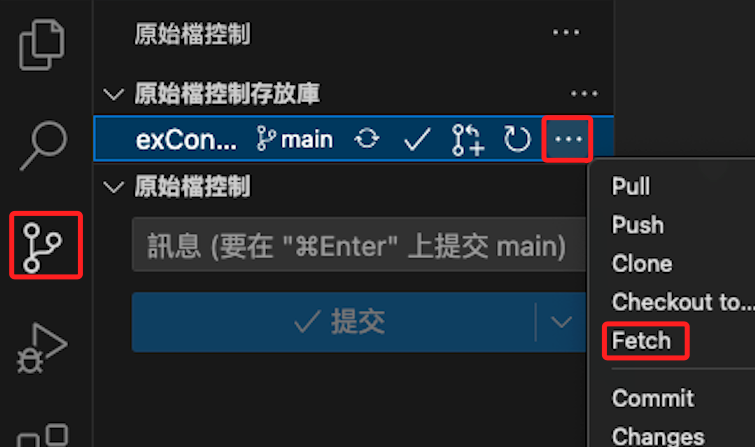 原始檔控制
原始檔控制存放庫
exCon... main
原始檔控制
訊息 (要在 "⌘Enter" 上提交 main)
提交
Pull
Push
Clone
Checkout to...
Fetch
Commit
Changes